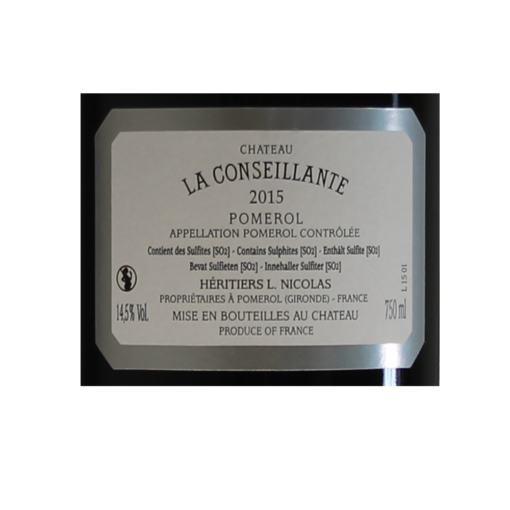 CHATEAU
LA CONSEILLANTE
2015
POMEROL
APPELLATION POMEROL CONTRÔLÉE
Contient des Sulfites [SO2] - Contains Sulphites [SO2] - Enthält Sulfite [SO2]
Bevat Sulfieten [SO2] - Innehaller Sulfiter [SO2]
HÉRITIERS L. NICOLAS
PROPRIÉTAIRES À POMEROL (GIRONDE) - FRANCE
14,5% Vol.
MISE EN BOUTEILLES AU CHATEAU
750 ml
PRODUCE OF FRANCE
L 15 01